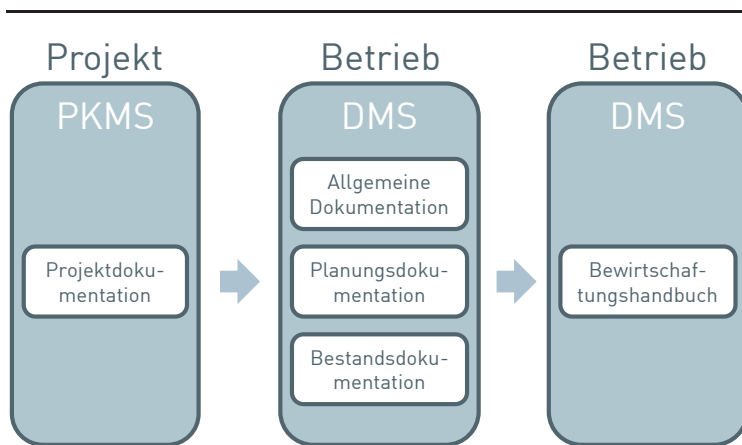 Projekt
PKMS
Projektdoku-
mentation
Betrieb
DMS
Allgemeine
Dokumentation
Planungsdoku-
mentation
Bestandsdoku-
mentation
Betrieb
DMS
Bewirtschaf-
tungshandbuch